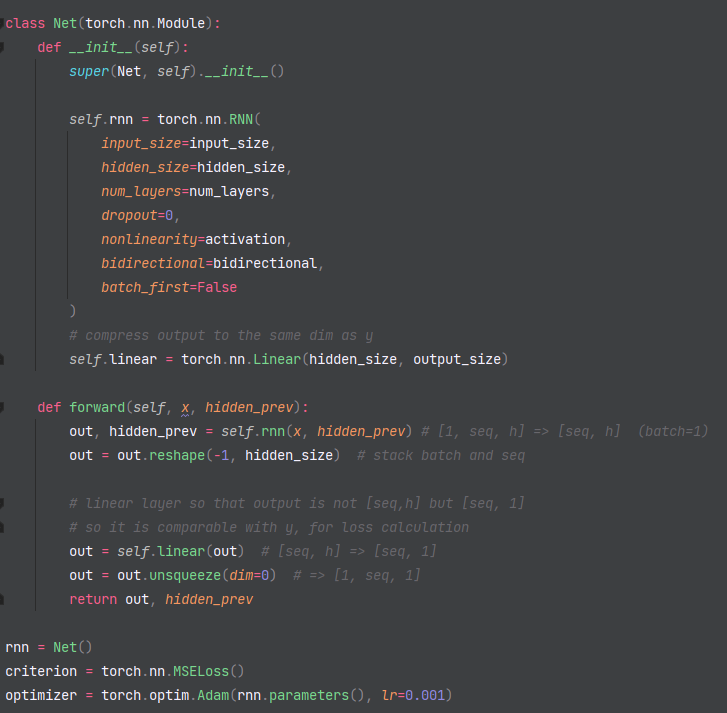 class Net(torch.nn.Module):
    def __init__(self):
        super(Net, self).__init__()
        self.rnn = torch.nn.RNN(
            input_size=input_size,
            hidden_size=hidden_size,
            num_layers=num_layers,
            dropout=0,
            nonlinearity=activation,
            bidirectional=bidirectional,
            batch_first=False
        )
        # compress output to the same dim as y
        self.linear = torch.nn.Linear(hidden_size, output_size)
    def forward(self, x, hidden_prev):
        out, hidden_prev = self.rnn(x, hidden_prev) # [1, seq, h] => [seq, h]  (batch=1)
        out = out.reshape(-1, hidden_size)  # stack batch and seq
        # linear layer so that output is not [seq,h] but [seq, 1]
        # so it is comparable with y, for loss calculation
        out = self.linear(out)  # [seq, h] => [seq, 1]
        out = out.unsqueeze(dim=0)  # => [1, seq, 1]
        return out, hidden_prev
rnn = Net()
criterion = torch.nn.MSELoss()
optimizer = torch.optim.Adam(rnn.parameters(), lr=0.001)